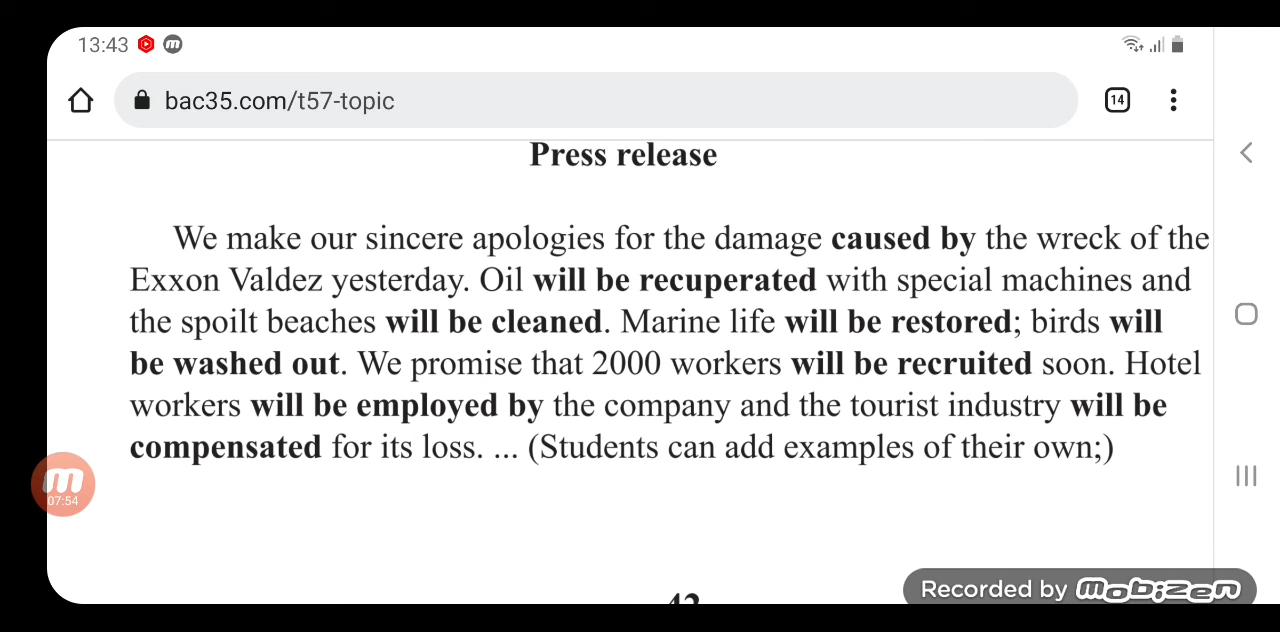 13:43
bac35.com/t57-topic
14
Press release
We make our sincere apologies for the damage caused by the wreck of the
Exxon Valdez yesterday. Oil will be recuperated with special machines and
the spoilt beaches will be cleaned. Marine life will be restored; birds will
be washed out. We promise that 2000 workers will be recruited soon. Hotel
workers will be employed by the company and the tourist industry will be
compensated for its loss. ... (Students can add examples of their own;)
07:54
Recorded by mobizen